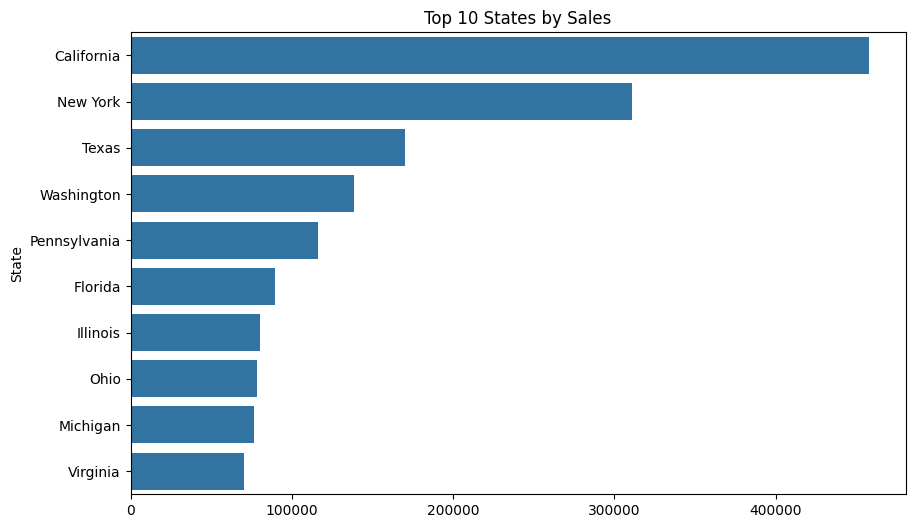 Top 10 States by Sales
State
California
New York
Texas
Washington
Pennsylvania
Florida
Illinois
Ohio
Michigan
Virginia
0 100000 200000 300000 400000